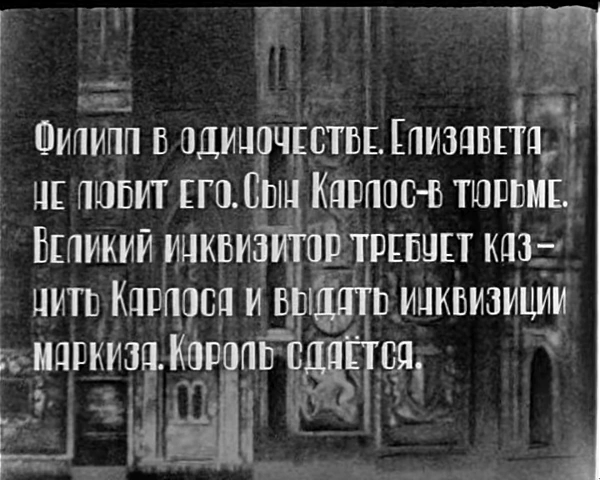 Филипп в одиночестве. Елизавета
не любит его. Сын Карлос-в тюрьме.
Великий инквизитор требует каз-
нить Карлоса и выдать инквизиции
маркиза. Король сдаётся.